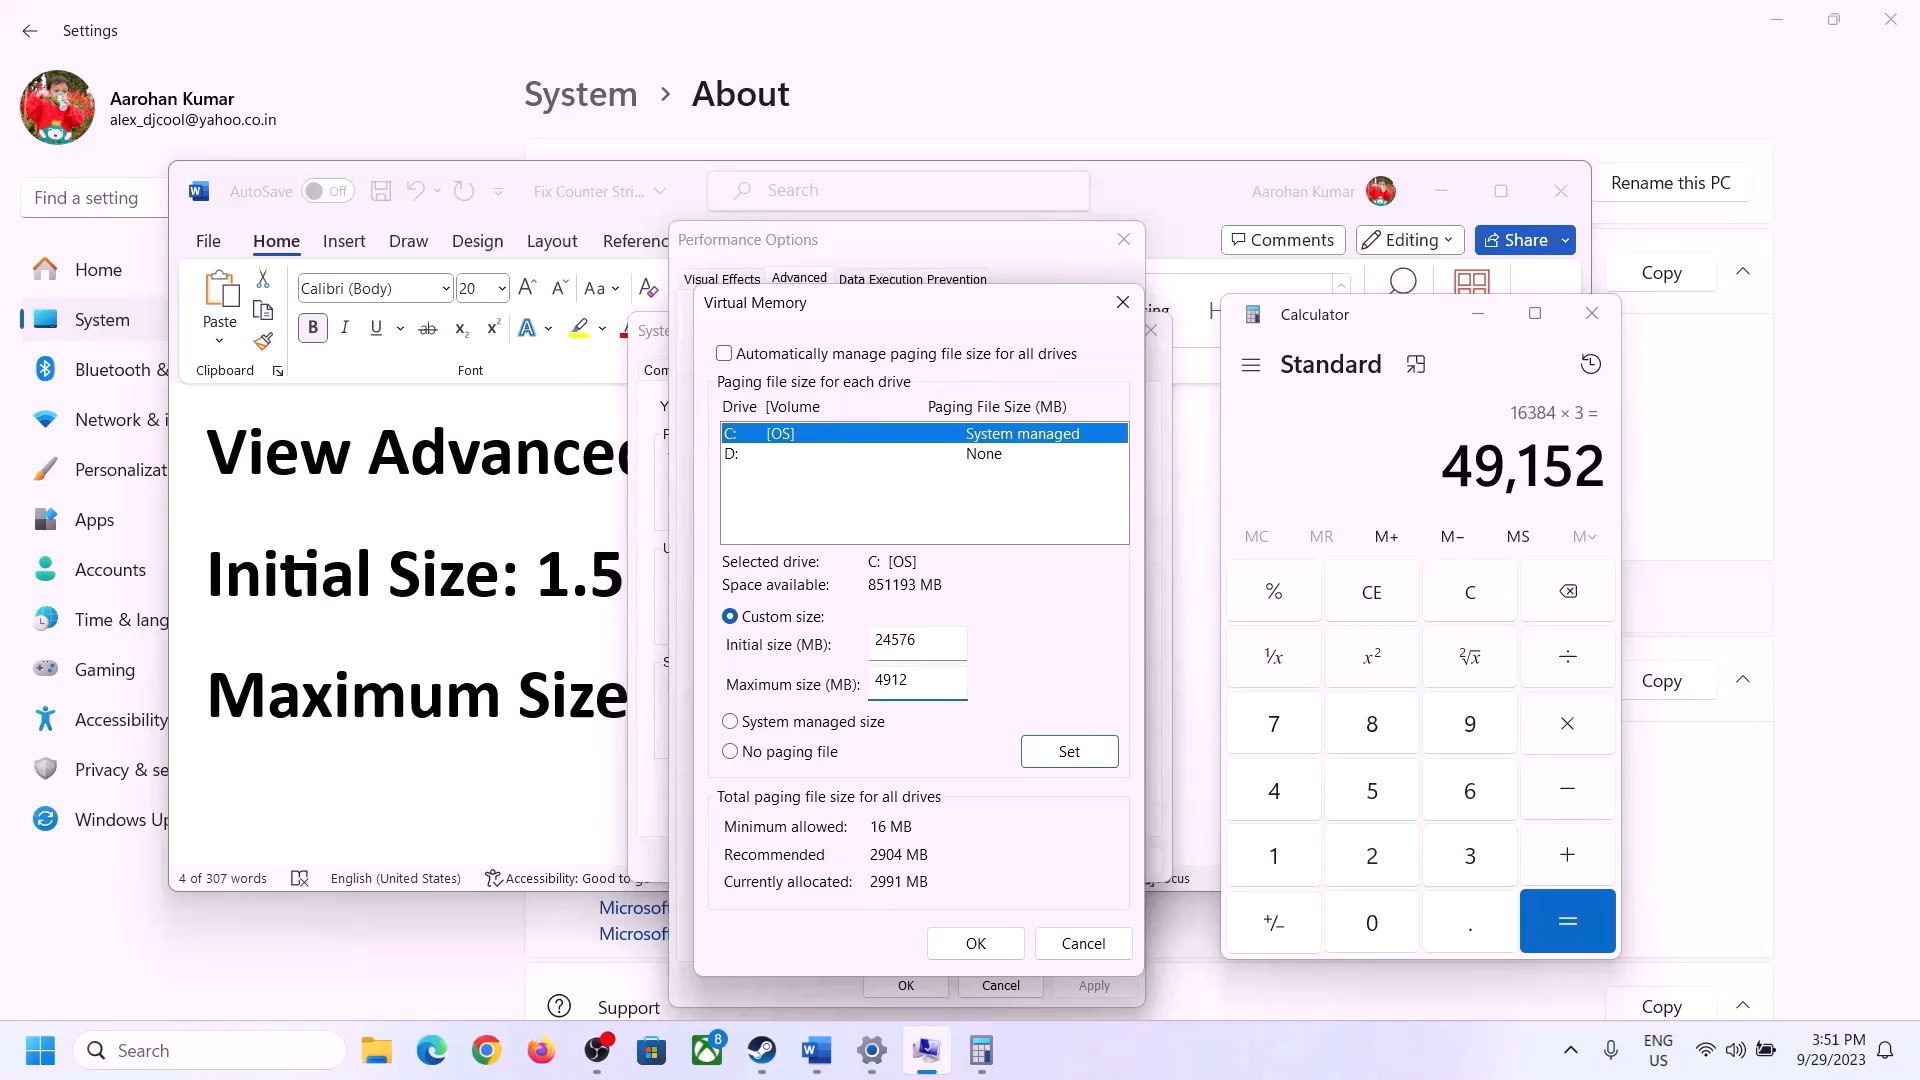 Settings
Aarohan Kumar
alex_djcool@yahoo.co.in
System > About
Find a setting
Home
System
Bluetooth &
Network & i
Personalizat
Apps
Accounts
Time & lang
Gaming
Accessibility
Privacy & se
Windows Up
Rename this PC
Copy
Copy
Copy
Microsof
Microsof
Support
AutoSave Off
Fix Counter Stri...
Search
Aarohan Kumar
File Home Insert Draw Design Layout Referenc
Comments Editing Share
Paste
Calibri (Body) 20
Clipboard
Font
View Advanced
Initial Size: 1.5
Maximum Size
4 of 307 words English (United States) Accessibility: Good to g
Performance Options
Visual Effects Advanced Data Execution Prevention
Virtual Memory
Automatically manage paging file size for all drives
Paging file size for each drive
Drive [Volume Paging File Size (MB)
C: [OS] System managed
D: None
Selected drive: C: [OS]
Space available: 851193 MB
Custom size:
Initial size (MB): 24576
Maximum size (MB): 4912
System managed size
No paging file
Set
Total paging file size for all drives
Minimum allowed: 16 MB
Recommended 2904 MB
Currently allocated: 2991 MB
OK Cancel
OK Cancel Apply
Calculator
Standard
16384 × 3 =
49,152
MC MR M+ M− MS M
% CE C
¹/x x² ²√x ÷
7 8 9 ×
4 5 6 −
1 2 3 +
+/− 0 . =
Search
8
ENG
US
3:51 PM
9/29/2023